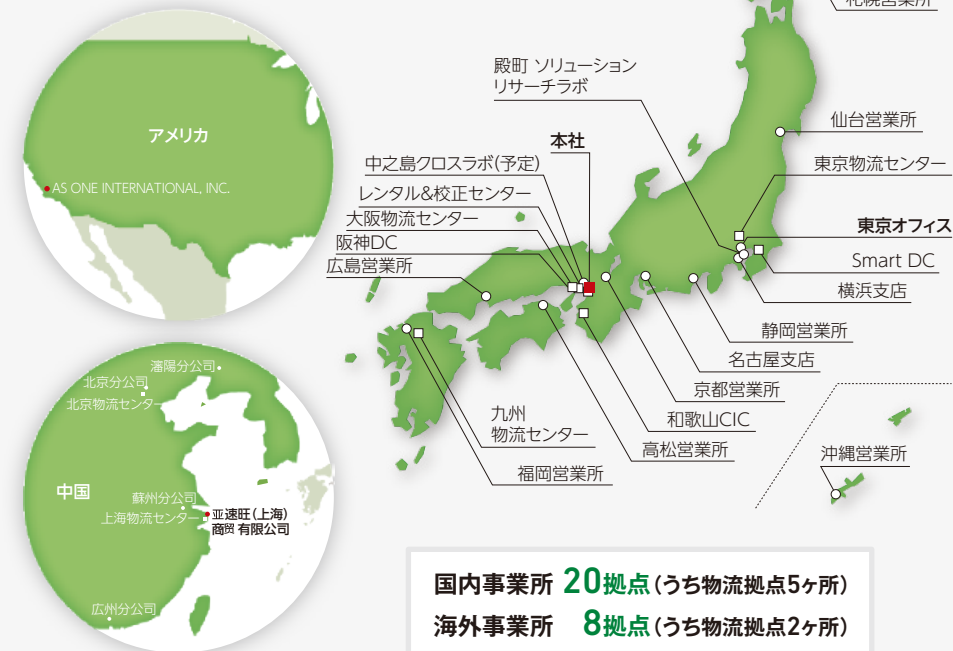 札幌営業所
殿町 ソリューション
リサーチラボ
仙台営業所
アメリカ
本社
中之島クロスラボ(予定)
東京物流センター
AS ONE INTERNATIONAL, INC.
レンタル&校正センター
大阪物流センター
東京オフィス
阪神DC
Smart DC
広島営業所
横浜支店
静岡営業所
名古屋支店
瀋陽分公司
北京分公司
京都営業所
北京物流センター
九州
物流センター
和歌山CIC
高松営業所
沖縄営業所
福岡営業所
中国
蘇州分公司
上海物流センター
亚速旺(上海)
商贸 有限公司
広州分公司
国内事業所 20拠点(うち物流拠点5ヶ所)
海外事業所 8拠点(うち物流拠点2ヶ所)